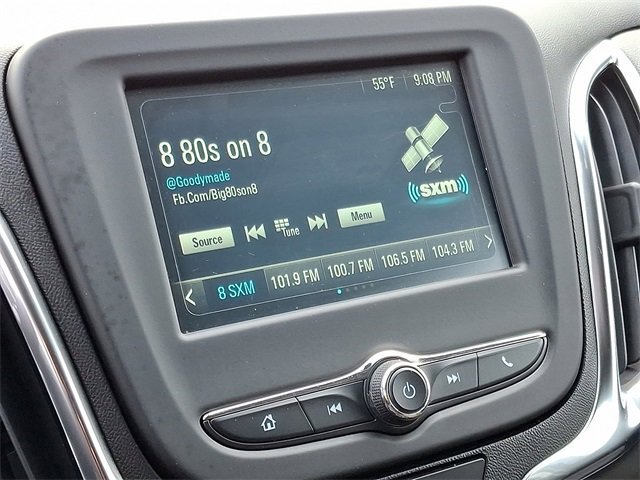 55°F 9:08 PM
8 80s on 8
@Goodymade
Fb.Com/Big80son8
((sxm))
Source Tune Menu
8 SXM 101.9 FM 100.7 FM 106.5 FM 104.3 FM